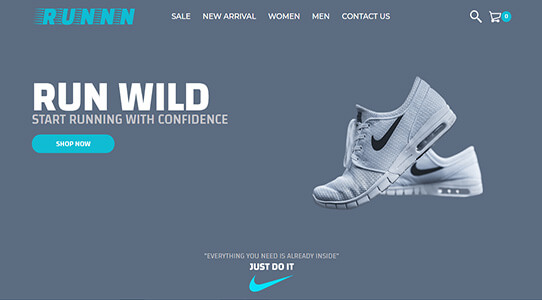 RUNNN
SALE NEW ARRIVAL WOMEN MEN CONTACT US
0
RUN WILD
START RUNNING WITH CONFIDENCE
SHOP NOW
"EVERYTHING YOU NEED IS ALREADY INSIDE"
JUST DO IT